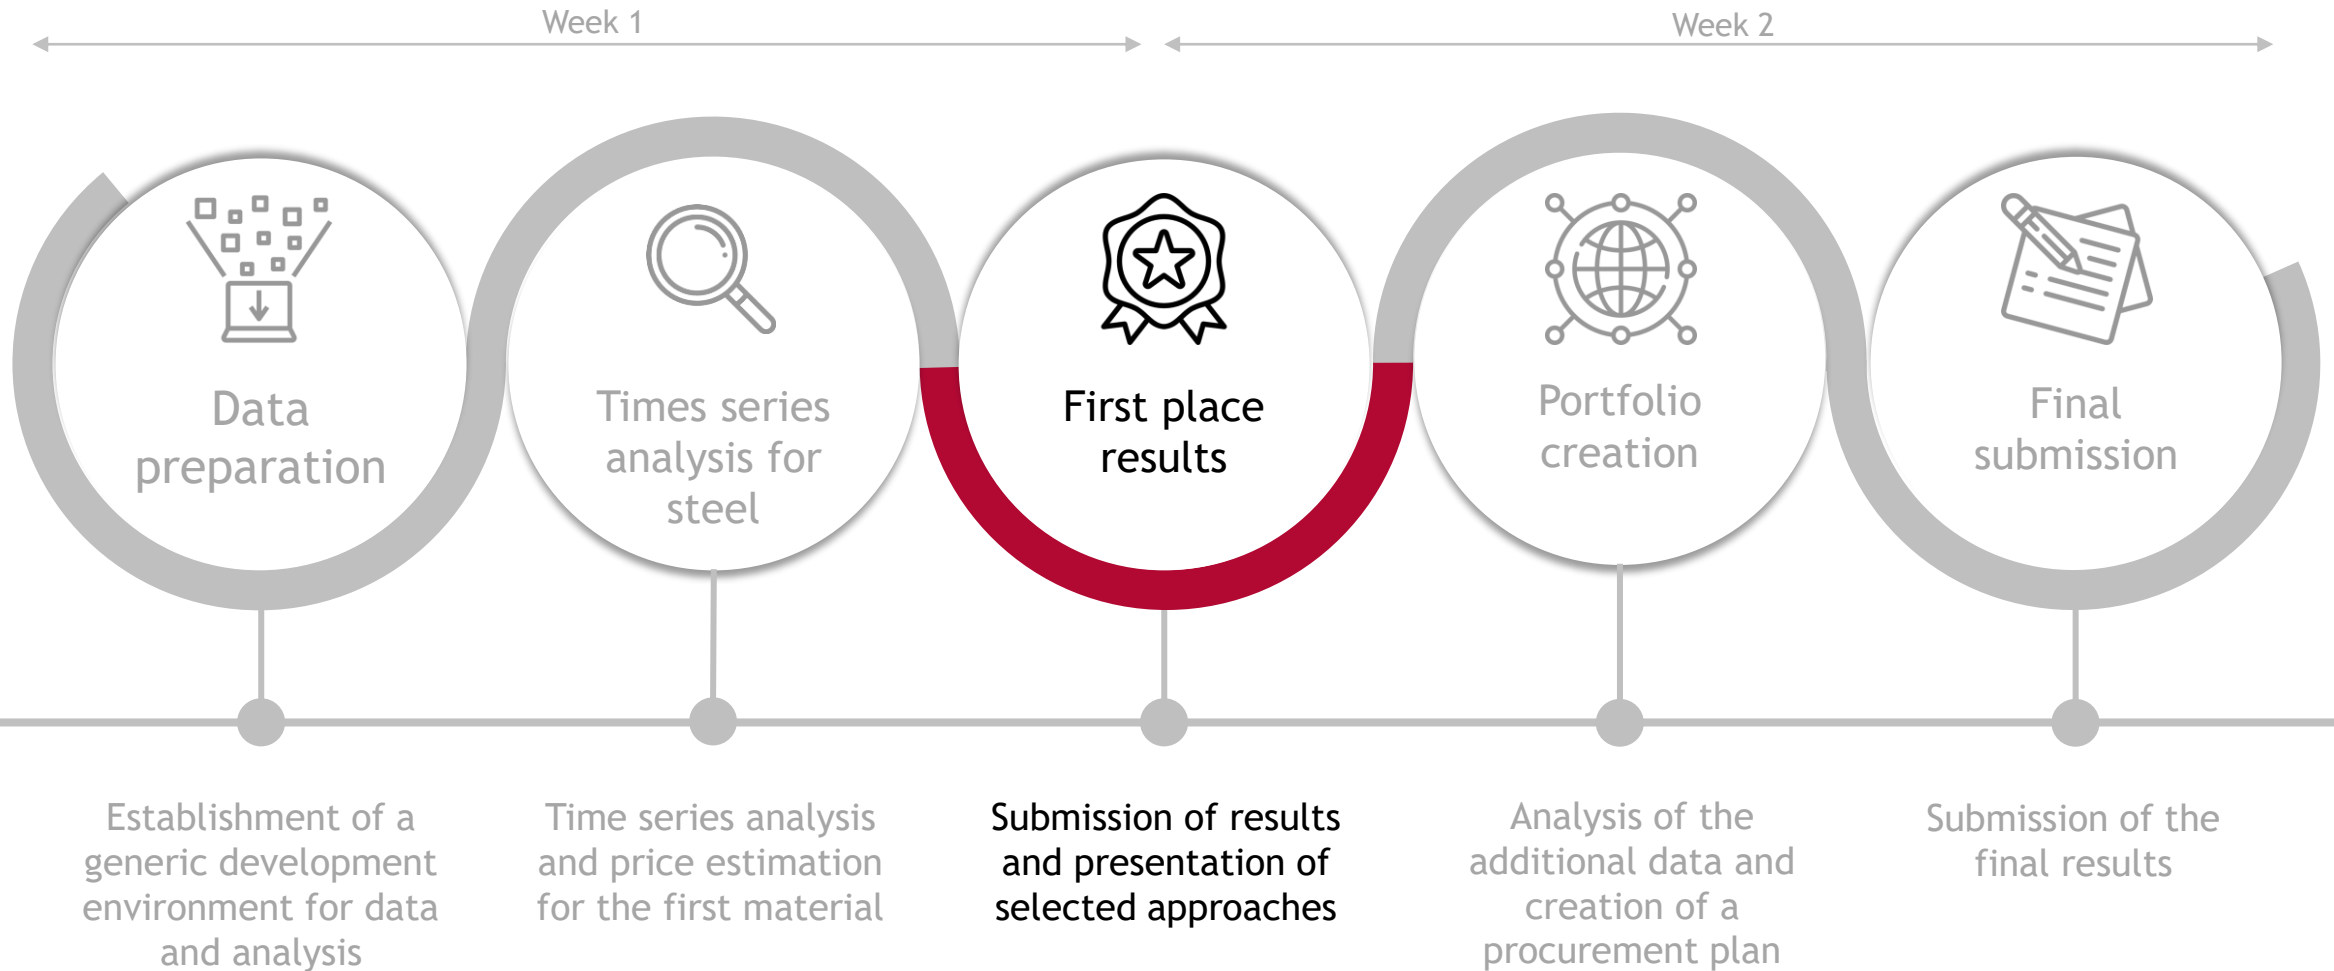 Week 1
Week 2
Data
preparation
Times series
analysis for
steel
First place
results
Portfolio
creation
Final
submission
Establishment of a
generic development
environment for data
and analysis
Time series analysis
and price estimation
for the first material
Submission of results
and presentation of
selected approaches
Analysis of the
additional data and
creation of a
procurement plan
Submission of the
final results